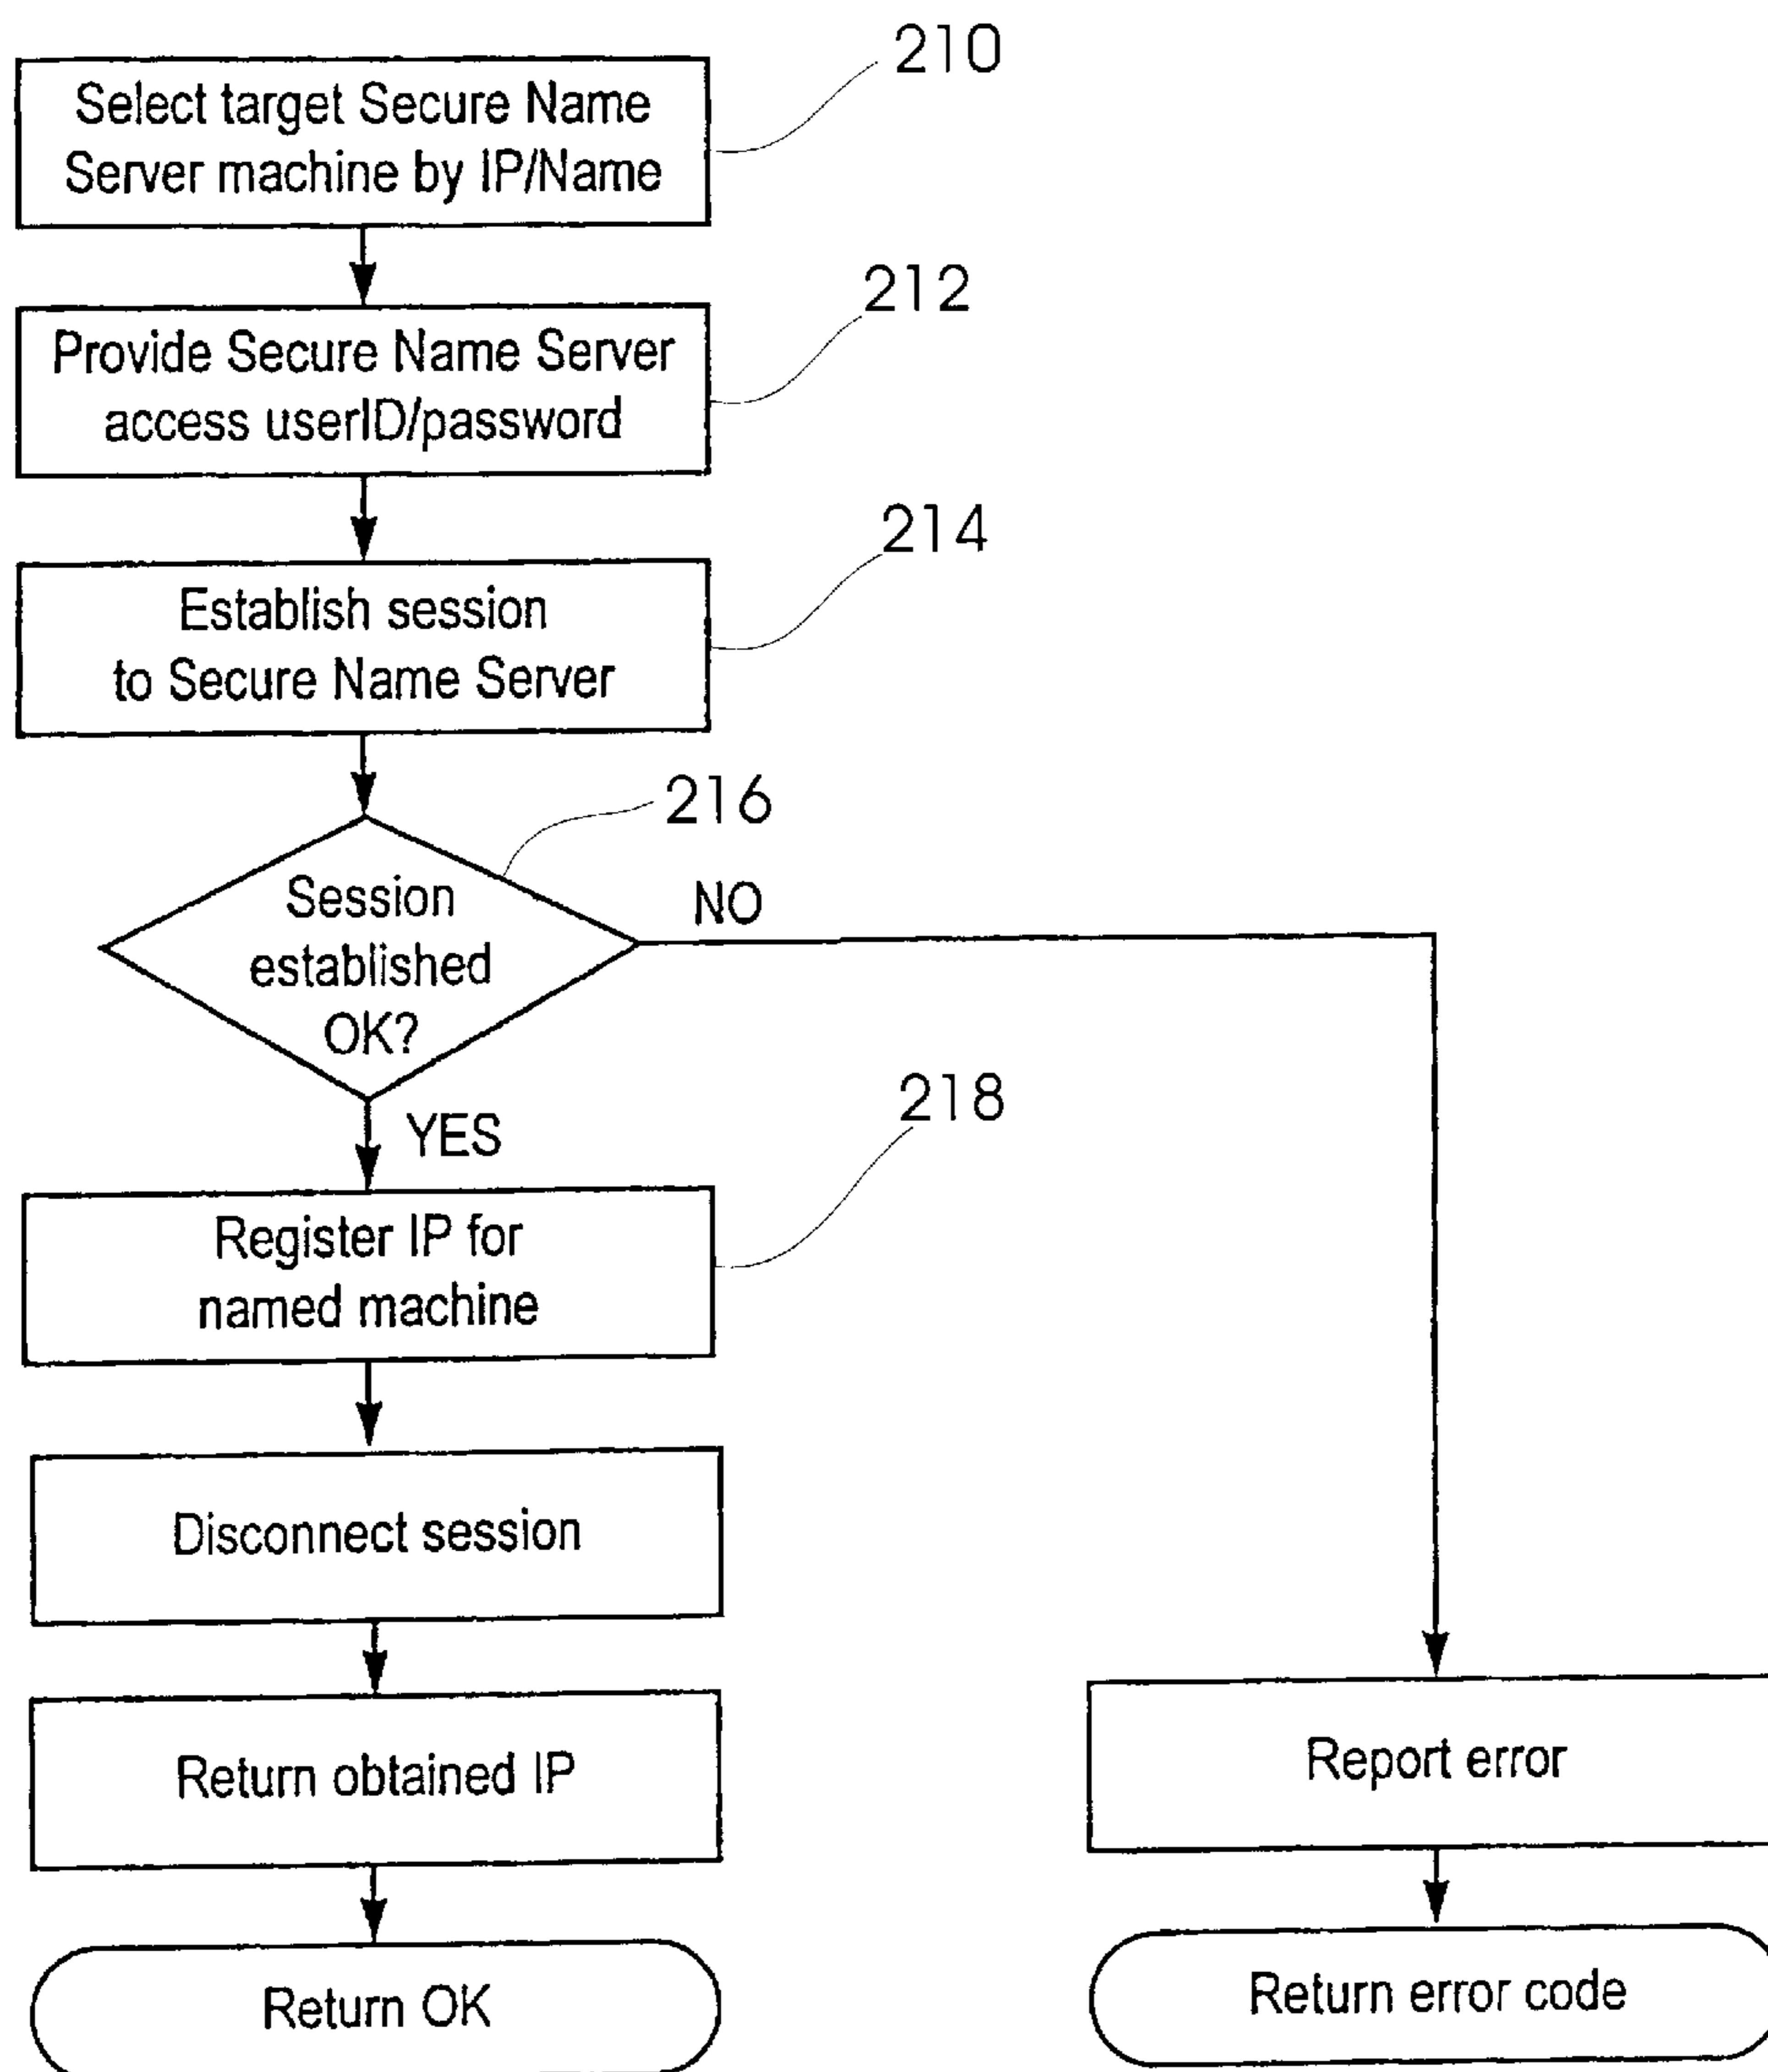 210
Select target Secure Name
Server machine by IP/Name
212
Provide Secure Name Server
access userID/password
214
Establish session
to Secure Name Server
216
Session
established
OK?
NO
YES
218
Register IP for
named machine
Disconnect session
Return obtained IP
Return OK
Report error
Return error code